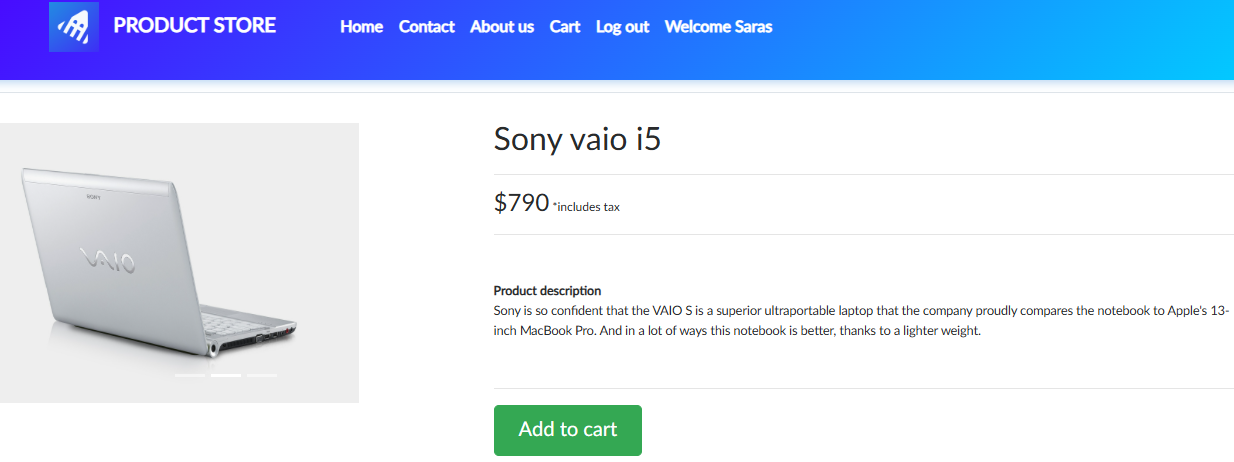 PRODUCT STORE Home Contact About us Cart Log out Welcome Saras
Sony vaio i5
$790 *includes tax
SONY
VAIO
Product description
Sony is so confident that the VAIO S is a superior ultraportable laptop that the company proudly compares the notebook to Apple's 13-
inch MacBook Pro. And in a lot of ways this notebook is better, thanks to a lighter weight.
Add to cart